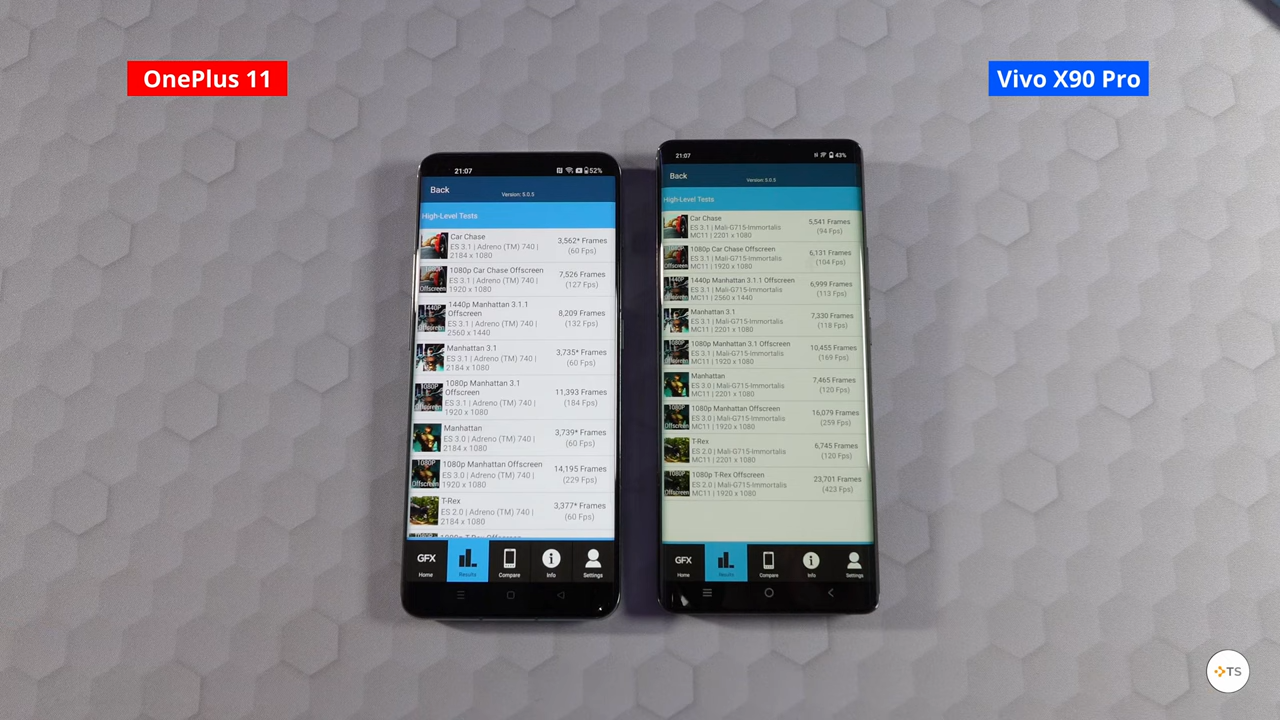 OnePlus 11
Vivo X90 Pro
21:07
52%
Back
Version: 5.0.5
High-Level Tests
Car Chase
ES 3.1 | Adreno (TM) 740 |
2184 x 1080
3,562* Frames
(60 Fps)
Offscreen
1080p Car Chase Offscreen
ES 3.1 | Adreno (TM) 740 |
1920 x 1080
7,526 Frames
(127 Fps)
1440P
Offscreen
1440p Manhattan 3.1.1
Offscreen
ES 3.1 | Adreno (TM) 740 |
2560 x 1440
8,209 Frames
(132 Fps)
Manhattan 3.1
ES 3.1 | Adreno (TM) 740 |
2184 x 1080
3,735* Frames
(60 Fps)
1080P
Offscreen
1080p Manhattan 3.1
Offscreen
ES 3.1 | Adreno (TM) 740 |
1920 x 1080
11,393 Frames
(184 Fps)
Manhattan
ES 3.0 | Adreno (TM) 740 |
2184 x 1080
3,739* Frames
(60 Fps)
1080P
Offscreen
1080p Manhattan Offscreen
ES 3.0 | Adreno (TM) 740 |
1920 x 1080
14,195 Frames
(229 Fps)
T-Rex
ES 2.0 | Adreno (TM) 740 |
2184 x 1080
3,377* Frames
(60 Fps)
GFX
Home
Results
Compare
Info
Settings
21:07
43%
Back
Version: 5.0.5
High-Level Tests
Car Chase
ES 3.1 | Mali-G715-Immortalis
MC11 | 2201 x 1080
5,541 Frames
(94 Fps)
Offscreen
1080p Car Chase Offscreen
ES 3.1 | Mali-G715-Immortalis
MC11 | 1920 x 1080
6,131 Frames
(104 Fps)
1440P
Offscreen
1440p Manhattan 3.1.1 Offscreen
ES 3.1 | Mali-G715-Immortalis
MC11 | 2560 x 1440
6,999 Frames
(113 Fps)
Manhattan 3.1
ES 3.1 | Mali-G715-Immortalis
MC11 | 2201 x 1080
7,330 Frames
(118 Fps)
1080P
Offscreen
1080p Manhattan 3.1 Offscreen
ES 3.1 | Mali-G715-Immortalis
MC11 | 1920 x 1080
10,455 Frames
(169 Fps)
Manhattan
ES 3.0 | Mali-G715-Immortalis
MC11 | 2201 x 1080
7,465 Frames
(120 Fps)
1080P
Offscreen
1080p Manhattan Offscreen
ES 3.0 | Mali-G715-Immortalis
MC11 | 1920 x 1080
16,079 Frames
(259 Fps)
T-Rex
ES 2.0 | Mali-G715-Immortalis
MC11 | 2201 x 1080
6,745 Frames
(120 Fps)
1080P
Offscreen
1080p T-Rex Offscreen
ES 2.0 | Mali-G715-Immortalis
MC11 | 1920 x 1080
23,701 Frames
(423 Fps)
GFX
Home
Results
Compare
Info
Settings
TS